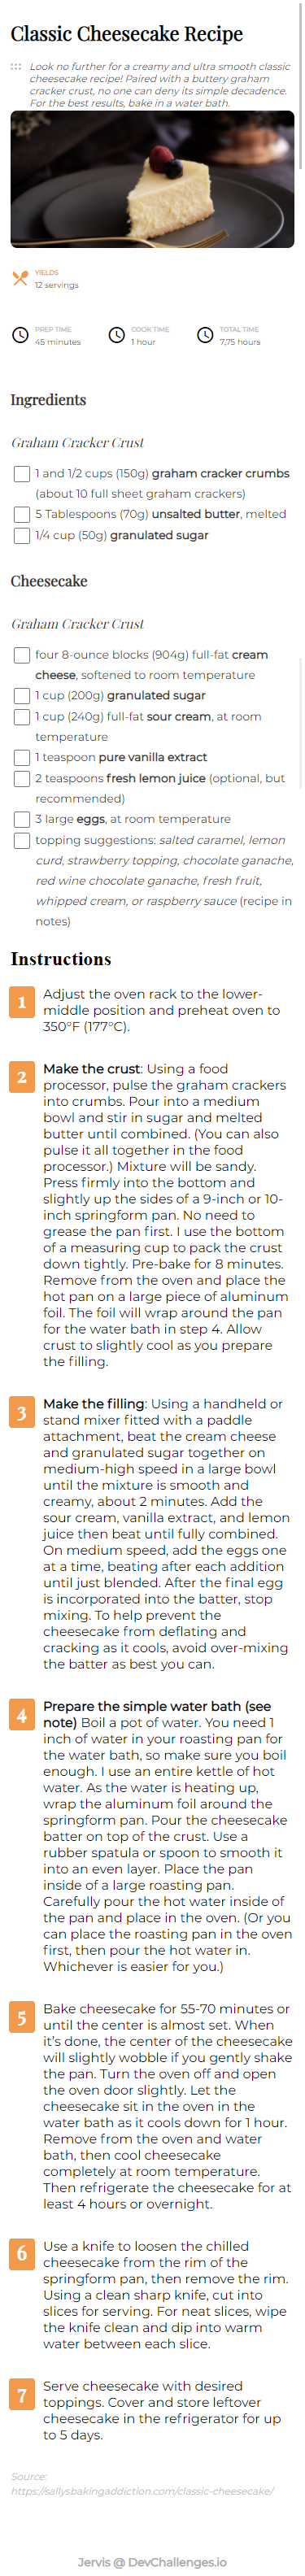 Classic Cheesecake Recipe
Look no further for a creamy and ultra smooth classic
cheesecake recipe! Paired with a buttery graham
cracker crust, no one can deny its simple decadence.
For the best results, bake in a water bath.
YIELDS
12 servings
PREP TIME
45 minutes
COOK TIME
1 hour
TOTAL TIME
7,75 hours
Ingredients
Graham Cracker Crust
1 and 1/2 cups (150g) graham cracker crumbs
(about 10 full sheet graham crackers)
5 Tablespoons (70g) unsalted butter, melted
1/4 cup (50g) granulated sugar
Cheesecake
Graham Cracker Crust
four 8-ounce blocks (904g) full-fat cream
cheese, softened to room temperature
1 cup (200g) granulated sugar
1 cup (240g) full-fat sour cream, at room
temperature
1 teaspoon pure vanilla extract
2 teaspoons fresh lemon juice (optional, but
recommended)
3 large eggs, at room temperature
topping suggestions: salted caramel, lemon
curd, strawberry topping, chocolate ganache,
red wine chocolate ganache, fresh fruit,
whipped cream, or raspberry sauce (recipe in
notes)
Instructions
1
Adjust the oven rack to the lower-
middle position and preheat oven to
350°F (177°C).
2
Make the crust: Using a food
processor, pulse the graham crackers
into crumbs. Pour into a medium
bowl and stir in sugar and melted
butter until combined. (You can also
pulse it all together in the food
processor.) Mixture will be sandy.
Press firmly into the bottom and
slightly up the sides of a 9-inch or 10-
inch springform pan. No need to
grease the pan first. I use the bottom
of a measuring cup to pack the crust
down tightly. Pre-bake for 8 minutes.
Remove from the oven and place the
hot pan on a large piece of aluminum
foil. The foil will wrap around the pan
for the water bath in step 4. Allow
crust to slightly cool as you prepare
the filling.
3
Make the filling: Using a handheld or
stand mixer fitted with a paddle
attachment, beat the cream cheese
and granulated sugar together on
medium-high speed in a large bowl
until the mixture is smooth and
creamy, about 2 minutes. Add the
sour cream, vanilla extract, and lemon
juice then beat until fully combined.
On medium speed, add the eggs one
at a time, beating after each addition
until just blended. After the final egg
is incorporated into the batter, stop
mixing. To help prevent the
cheesecake from deflating and
cracking as it cools, avoid over-mixing
the batter as best you can.
4
Prepare the simple water bath (see
note) Boil a pot of water. You need 1
inch of water in your roasting pan for
the water bath, so make sure you boil
enough. I use an entire kettle of hot
water. As the water is heating up,
wrap the aluminum foil around the
springform pan. Pour the cheesecake
batter on top of the crust. Use a
rubber spatula or spoon to smooth it
into an even layer. Place the pan
inside of a large roasting pan.
Carefully pour the hot water inside of
the pan and place in the oven. (Or you
can place the roasting pan in the oven
first, then pour the hot water in.
Whichever is easier for you.)
5
Bake cheesecake for 55-70 minutes or
until the center is almost set. When
it's done, the center of the cheesecake
will slightly wobble if you gently shake
the pan. Turn the oven off and open
the oven door slightly. Let the
cheesecake sit in the oven in the
water bath as it cools down for 1 hour.
Remove from the oven and water
bath, then cool cheesecake
completely at room temperature.
Then refrigerate the cheesecake for at
least 4 hours or overnight.
6
Use a knife to loosen the chilled
cheesecake from the rim of the
springform pan, then remove the rim.
Using a clean sharp knife, cut into
slices for serving. For neat slices, wipe
the knife clean and dip into warm
water between each slice.
7
Serve cheesecake with desired
toppings. Cover and store leftover
cheesecake in the refrigerator for up
to 5 days.
Source:
https://sallysbakingaddiction.com/classic-cheesecake/
Jervis @ DevChallenges.io